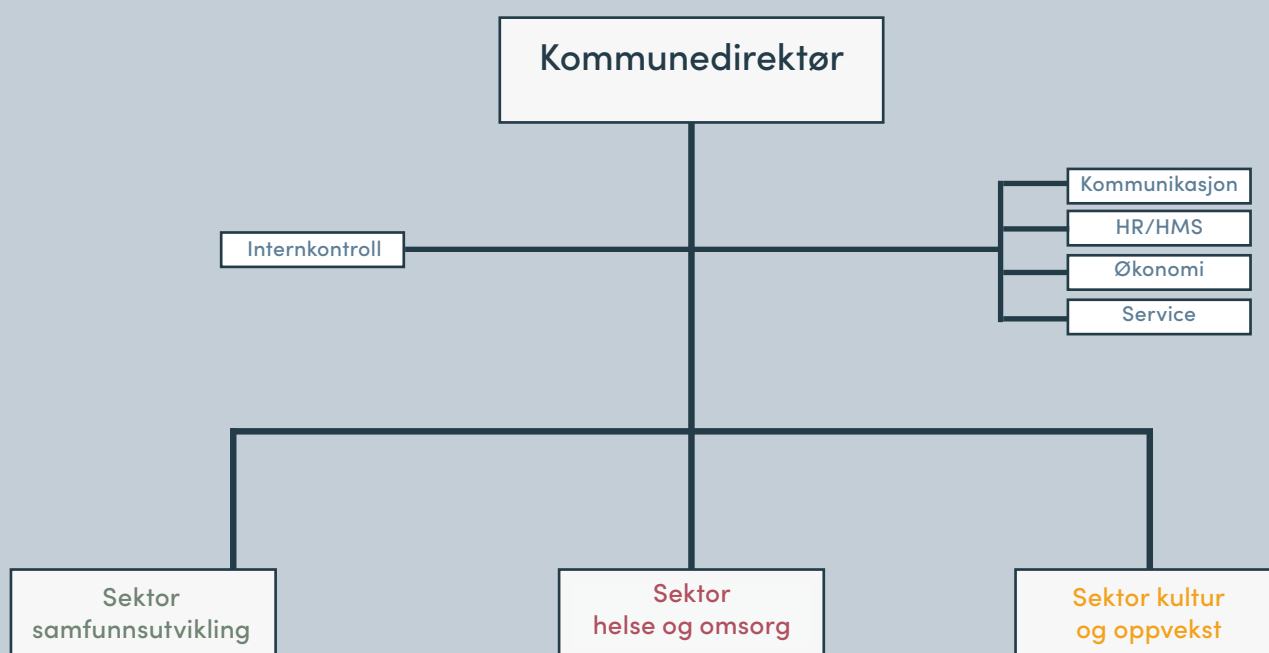 Kommunedirektør
Kommunikasjon
HR/HMS
Internkontroll
Økonomi
Service
Sektor
samfunnsutvikling
Sektor
helse og omsorg
Sektor kultur
og oppvekst